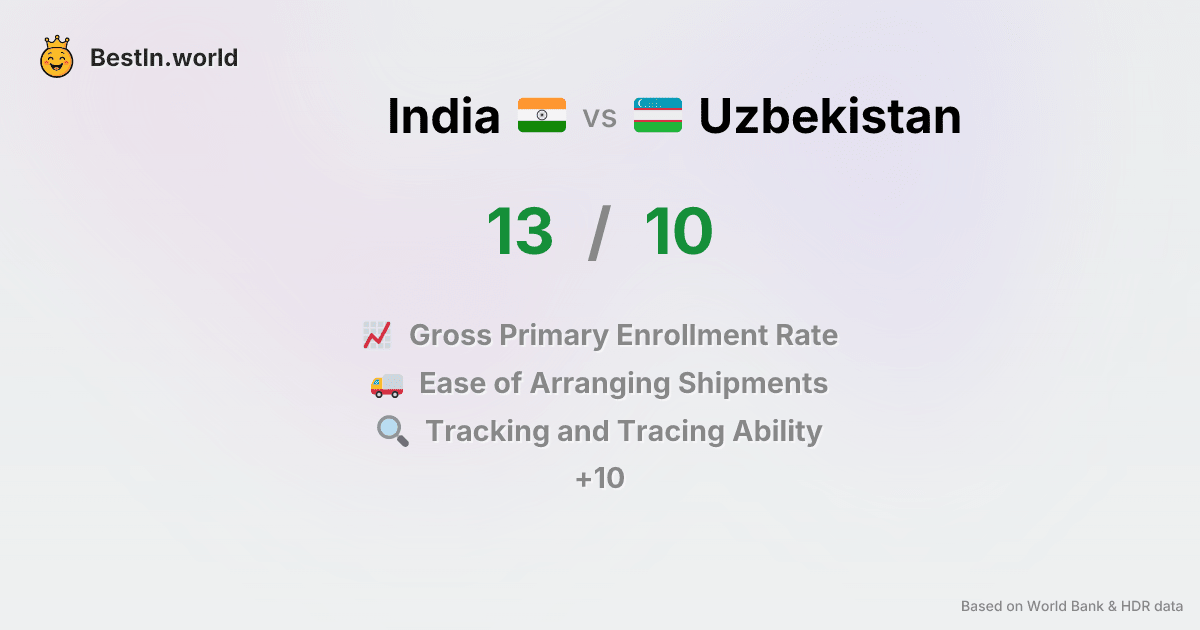 BestIn.world
India vs Uzbekistan
13 / 10
Gross Primary Enrollment Rate
Ease of Arranging Shipments
Tracking and Tracing Ability
+10
Based on World Bank & HDR data